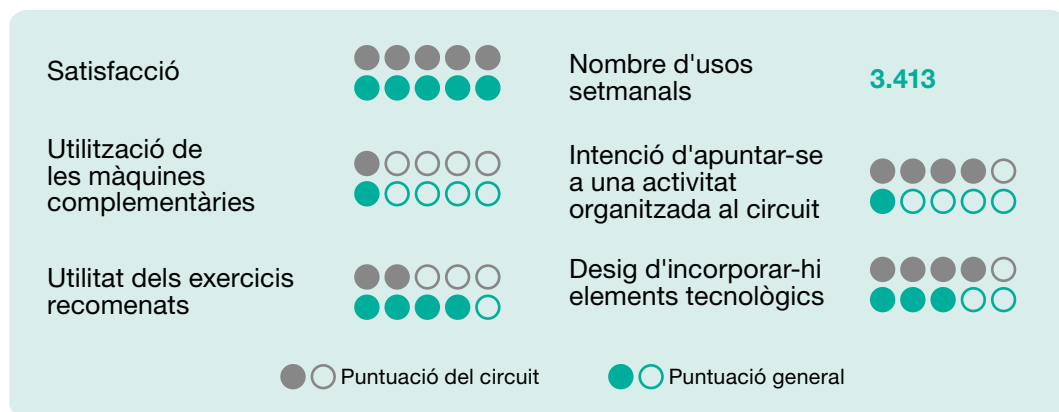 Satisfacció
Utilització de
les màquines
complementàries
Utilitat dels exercicis
recomenats
Nombre d'usos
setmanals
3.413
Intenció d'apuntar-se
a una activitat
organitzada al circuit
Desig d'incorporar-hi
elements tecnològics
Puntuació del circuit
Puntuació general